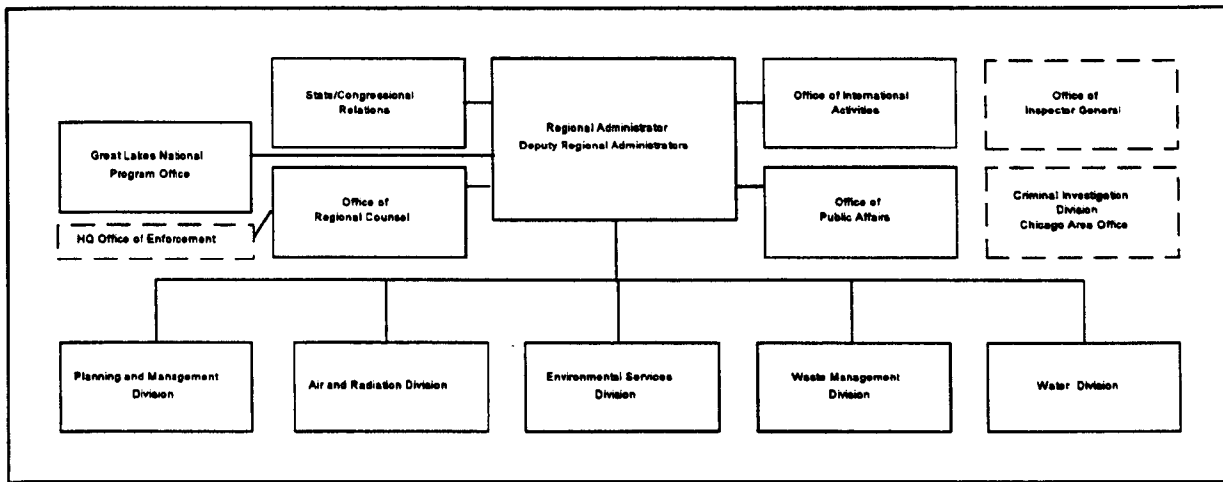 State/Congressional
Relations
Regional Administrator
Deputy Regional Administrators
Office of International
Activities
Office of
Inspector General
Great Lakes National
Program Office
Office of
Regional Counsel
Office of
Public Affairs
Criminal Investigation
Division
Chicago Area Office
HQ Office of Enforcement
Planning and Management
Division
Air and Radiation Division
Environmental Services
Division
Waste Management
Division
Water Division